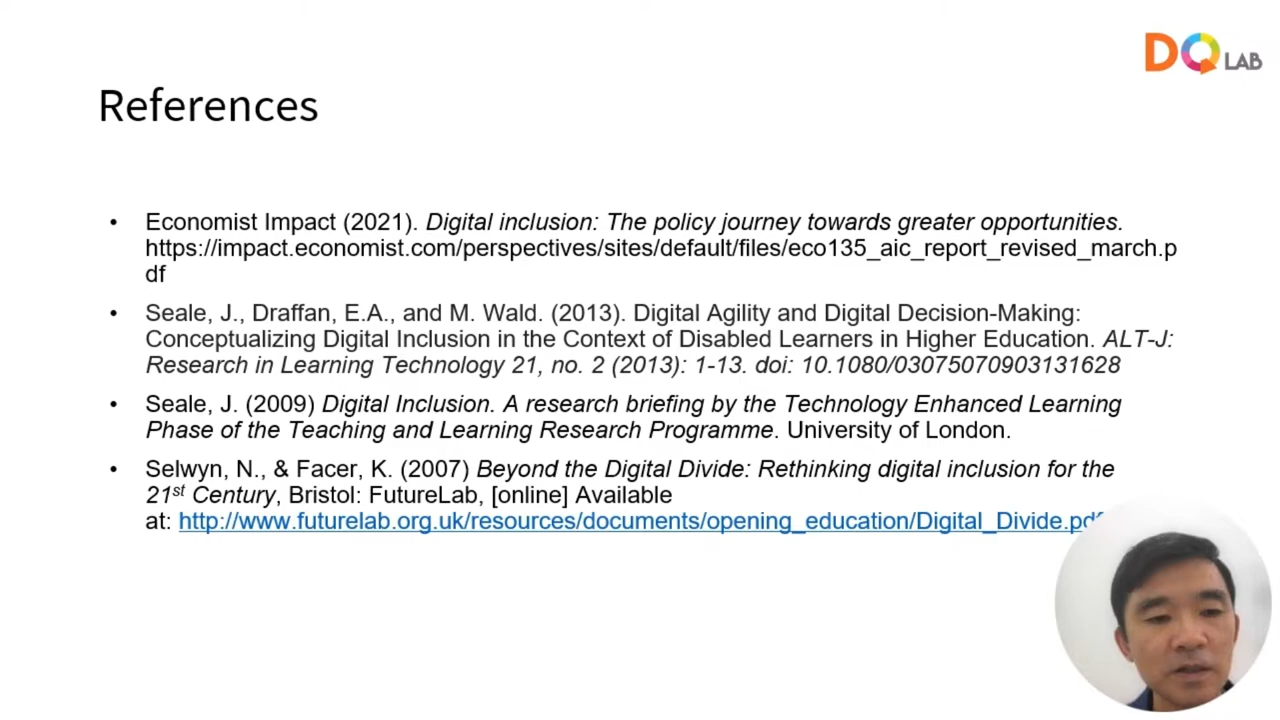 DQ LAB
References
• Economist Impact (2021). Digital inclusion: The policy journey towards greater opportunities.
https://impact.economist.com/perspectives/sites/default/files/eco135_aic_report_revised_march.p
df
• Seale, J., Draffan, E.A., and M. Wald. (2013). Digital Agility and Digital Decision-Making:
Conceptualizing Digital Inclusion in the Context of Disabled Learners in Higher Education. ALT-J:
Research in Learning Technology 21, no. 2 (2013): 1-13. doi: 10.1080/03075070903131628
• Seale, J. (2009) Digital Inclusion. A research briefing by the Technology Enhanced Learning
Phase of the Teaching and Learning Research Programme. University of London.
• Selwyn, N., & Facer, K. (2007) Beyond the Digital Divide: Rethinking digital inclusion for the
21st Century, Bristol: FutureLab, [online] Available
at: http://www.futurelab.org.uk/resources/documents/opening_education/Digital_Divide.pdf